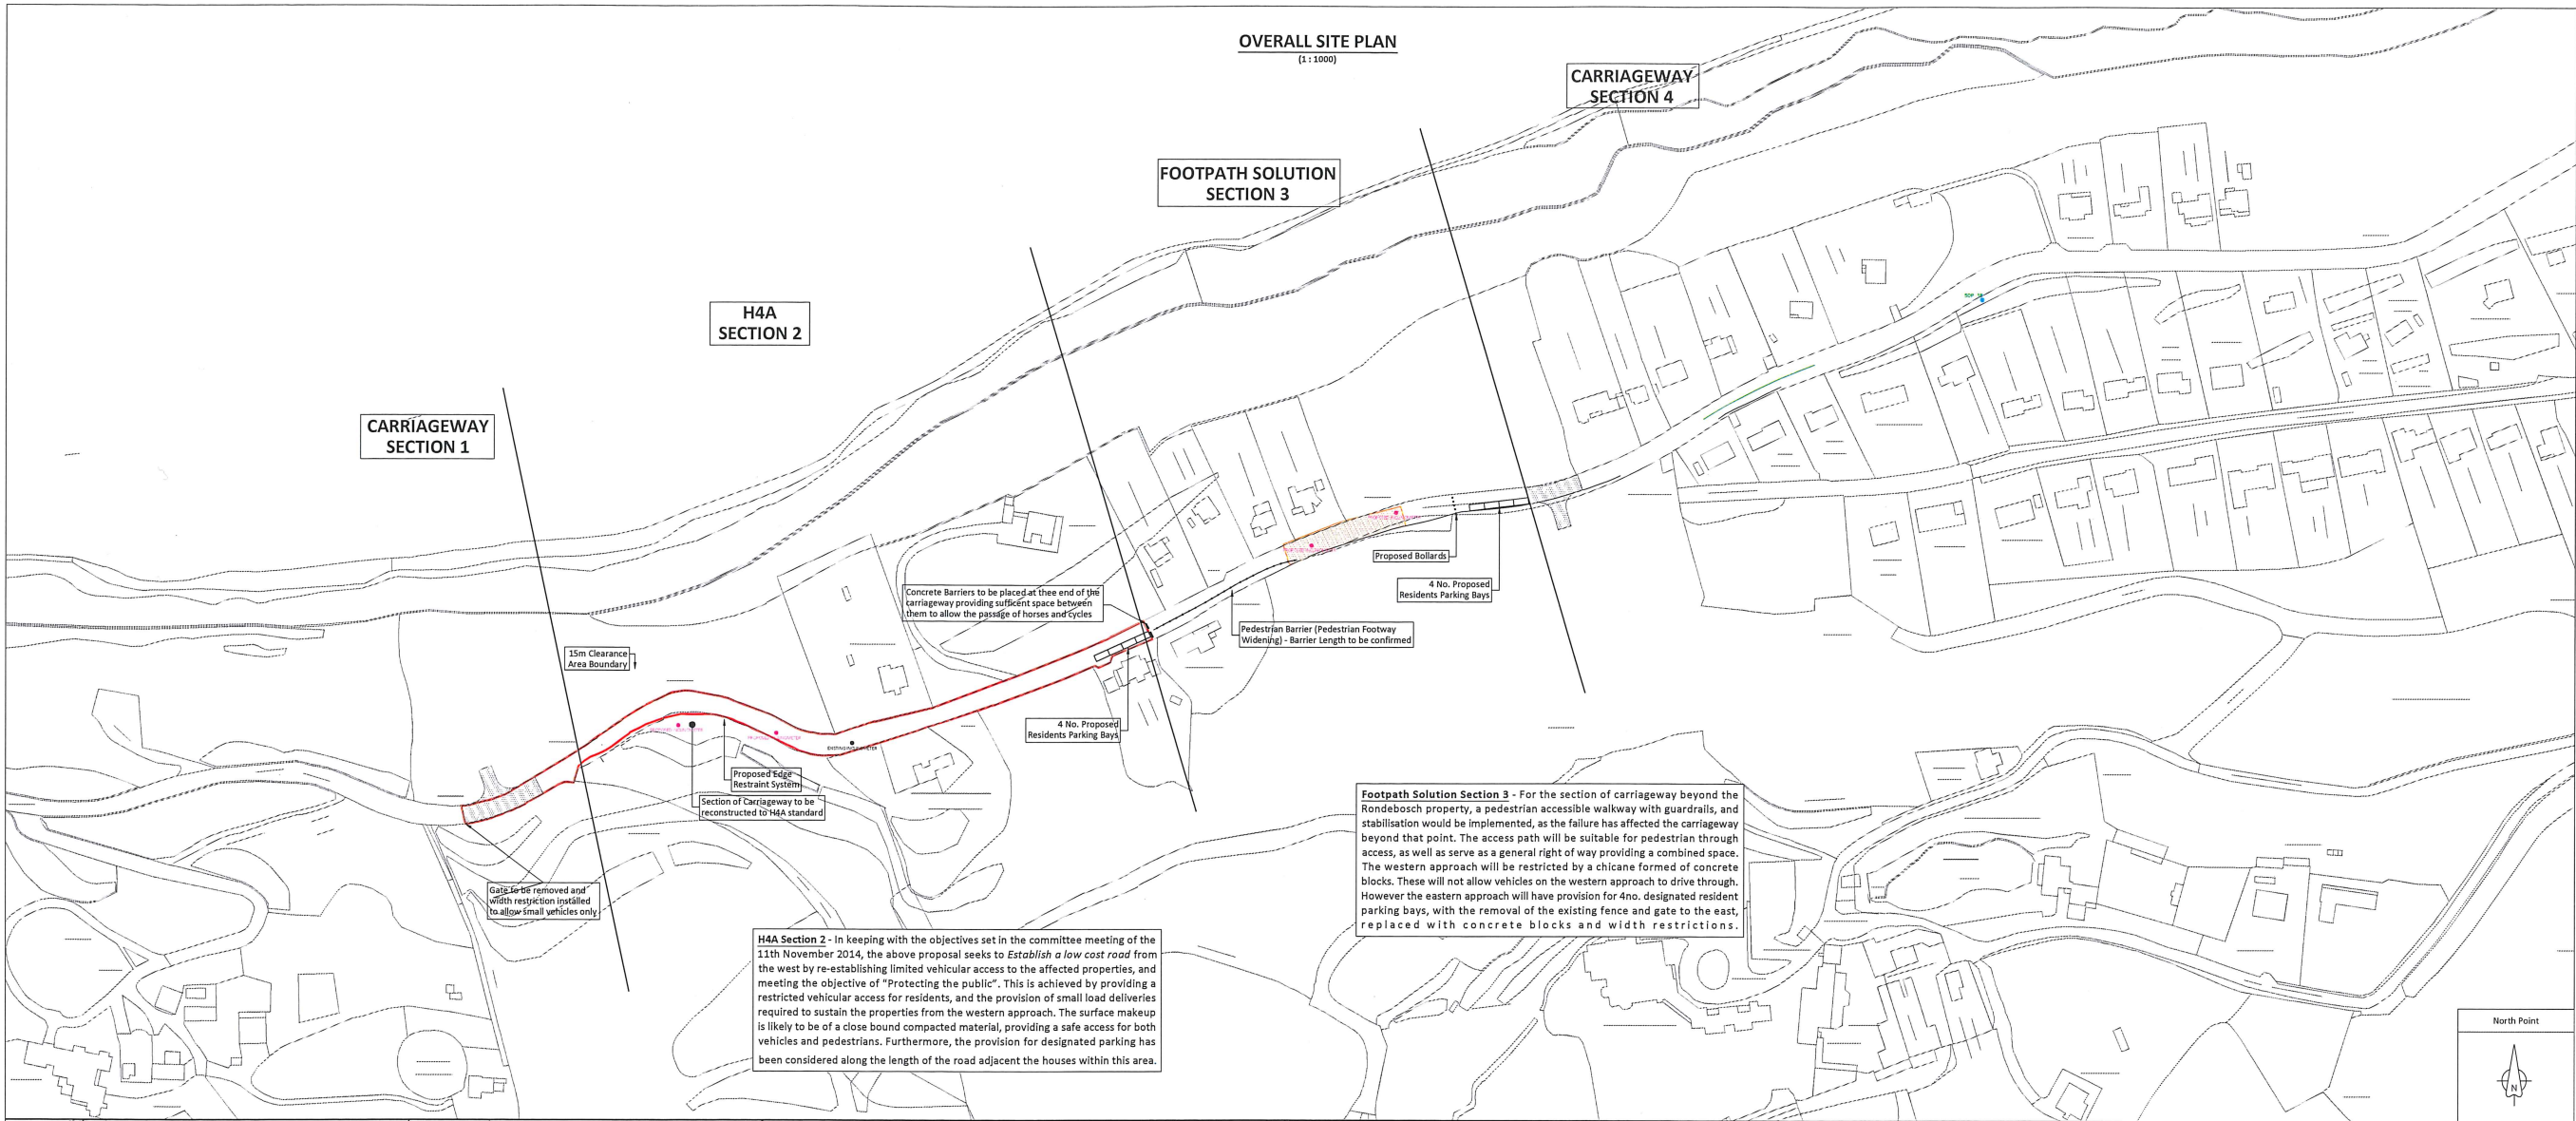 OVERALL SITE PLAN
(1 : 1000)
CARRIAGEWAY
SECTION 4
FOOTPATH SOLUTION
SECTION 3
H4A
SECTION 2
CARRIAGEWAY
SECTION 1
Proposed Bollards
4 No. Proposed
Residents Parking Bays
Concrete Barriers to be placed at thee end of the
carriageway providing sufficent space between
them to allow the passage of horses and cycles
Pedestrian Barrier (Pedestrian Footway
Widening) - Barrier Length to be confirmed
15m Clearance
Area Boundary
4 No. Proposed
Residents Parking Bays
Proposed Edge
Restraint System
Section of Carriageway to be
reconstructed to H4A standard
Gate to be removed and
width restriction installed
to allow small vehicles only
Footpath Solution Section 3 - For the section of carriageway beyond the
Rondebosch property, a pedestrian accessible walkway with guardrails, and
stabilisation would be implemented, as the failure has affected the carriageway
beyond that point. The access path will be suitable for pedestrian through
access, as well as serve as a general right of way providing a combined space.
The western approach will be restricted by a chicane formed of concrete
blocks. These will not allow vehicles on the western approach to drive through.
However the eastern approach will have provision for 4no. designated resident
parking bays, with the removal of the existing fence and gate to the east,
replaced with concrete blocks and width restrictions.
H4A Section 2 - In keeping with the objectives set in the committee meeting of the
11th November 2014, the above proposal seeks to Establish a low cost road from
the west by re-establishing limited vehicular access to the affected properties, and
meeting the objective of "Protecting the public". This is achieved by providing a
restricted vehicular access for residents, and the provision of small load deliveries
required to sustain the properties from the western approach. The surface makeup
is likely to be of a close bound compacted material, providing a safe access for both
vehicles and pedestrians. Furthermore, the provision for designated parking has
been considered along the length of the road adjacent the houses within this area.
North Point
N